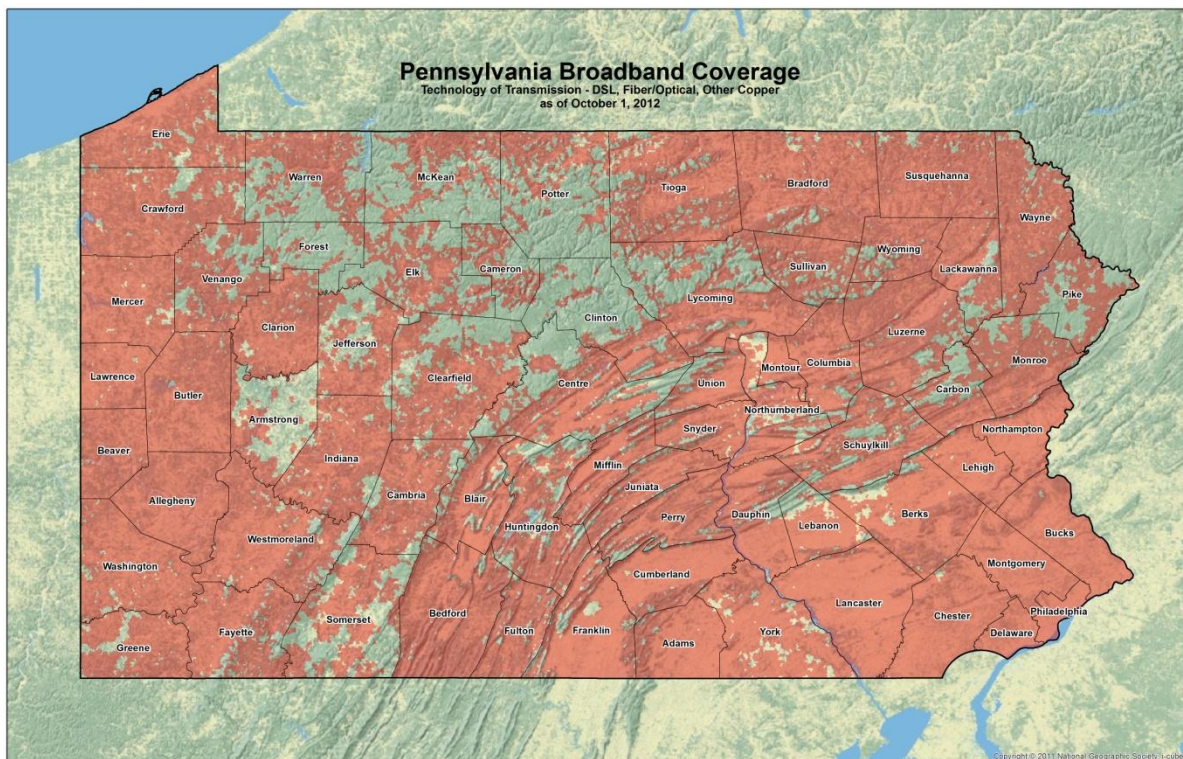 Pennsylvania Broadband Coverage
Technology of Transmission - DSL, Fiber/Optical, Other Copper
as of October 1, 2012
Erie
Warren
McKean
Potter
Tioga
Bradford
Susquehanna
Wayne
Crawford
Forest
Venango
Elk
Cameron
Sullivan
Wyoming
Lackawanna
Pike
Mercer
Clarion
Jefferson
Clinton
Lycoming
Luzerne
Monroe
Lawrence
Butler
Clearfield
Centre
Union
Montour
Columbia
Carbon
Armstrong
Northumberland
Northampton
Beaver
Indiana
Snyder
Schuylkill
Lehigh
Allegheny
Cambria
Blair
Mifflin
Juniata
Huntingdon
Perry
Dauphin
Lebanon
Berks
Bucks
Westmoreland
Washington
Cumberland
Montgomery
Bedford
Lancaster
Philadelphia
Somerset
Fulton
Franklin
Chester
Greene
Fayette
Adams
York
Delaware
Copyright © 2011 National Geographic Society, i-cubed